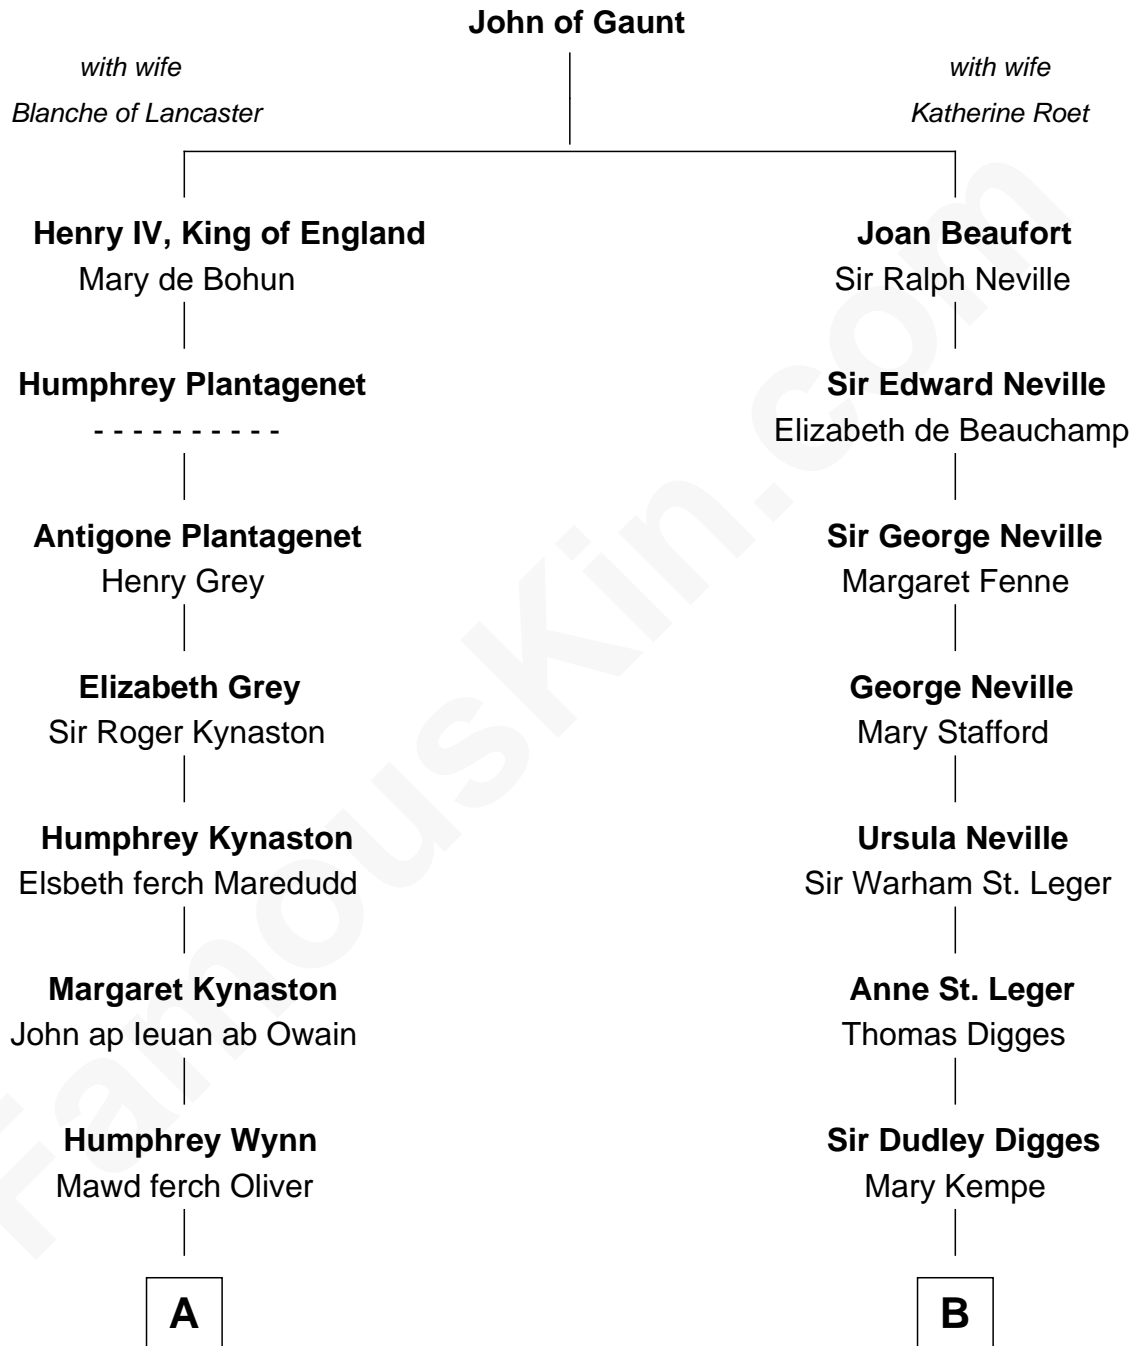 John of Gaunt
with wife
Blanche of Lancaster
with wife
Katherine Roet
Henry IV, King of England
Mary de Bohun
Joan Beaufort
Sir Ralph Neville
Humphrey Plantagenet
- - - - - - - - - -
Sir Edward Neville
Elizabeth de Beauchamp
Antigone Plantagenet
Henry Grey
Sir George Neville
Margaret Fenne
Elizabeth Grey
Sir Roger Kynaston
George Neville
Mary Stafford
Humphrey Kynaston
Elsbeth ferch Maredudd
Ursula Neville
Sir Warham St. Leger
Margaret Kynaston
John ap Ieuan ab Owain
Anne St. Leger
Thomas Digges
Humphrey Wynn
Mawd ferch Oliver
Sir Dudley Digges
Mary Kempe
A
B
FamousKin.com